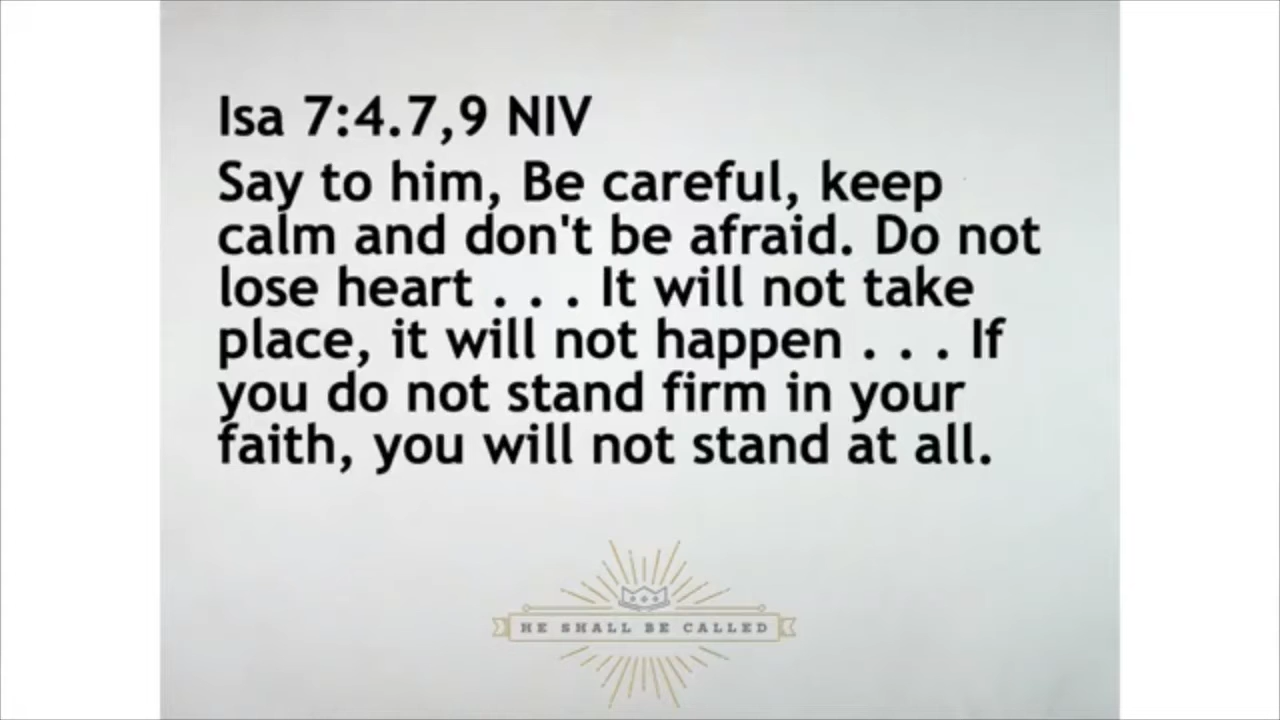 Isa 7:4.7,9 NIV
Say to him, Be careful, keep
calm and don't be afraid. Do not
lose heart . . . It will not take
place, it will not happen . . . If
you do not stand firm in your
faith, you will not stand at all.
HE SHALL BE CALLED